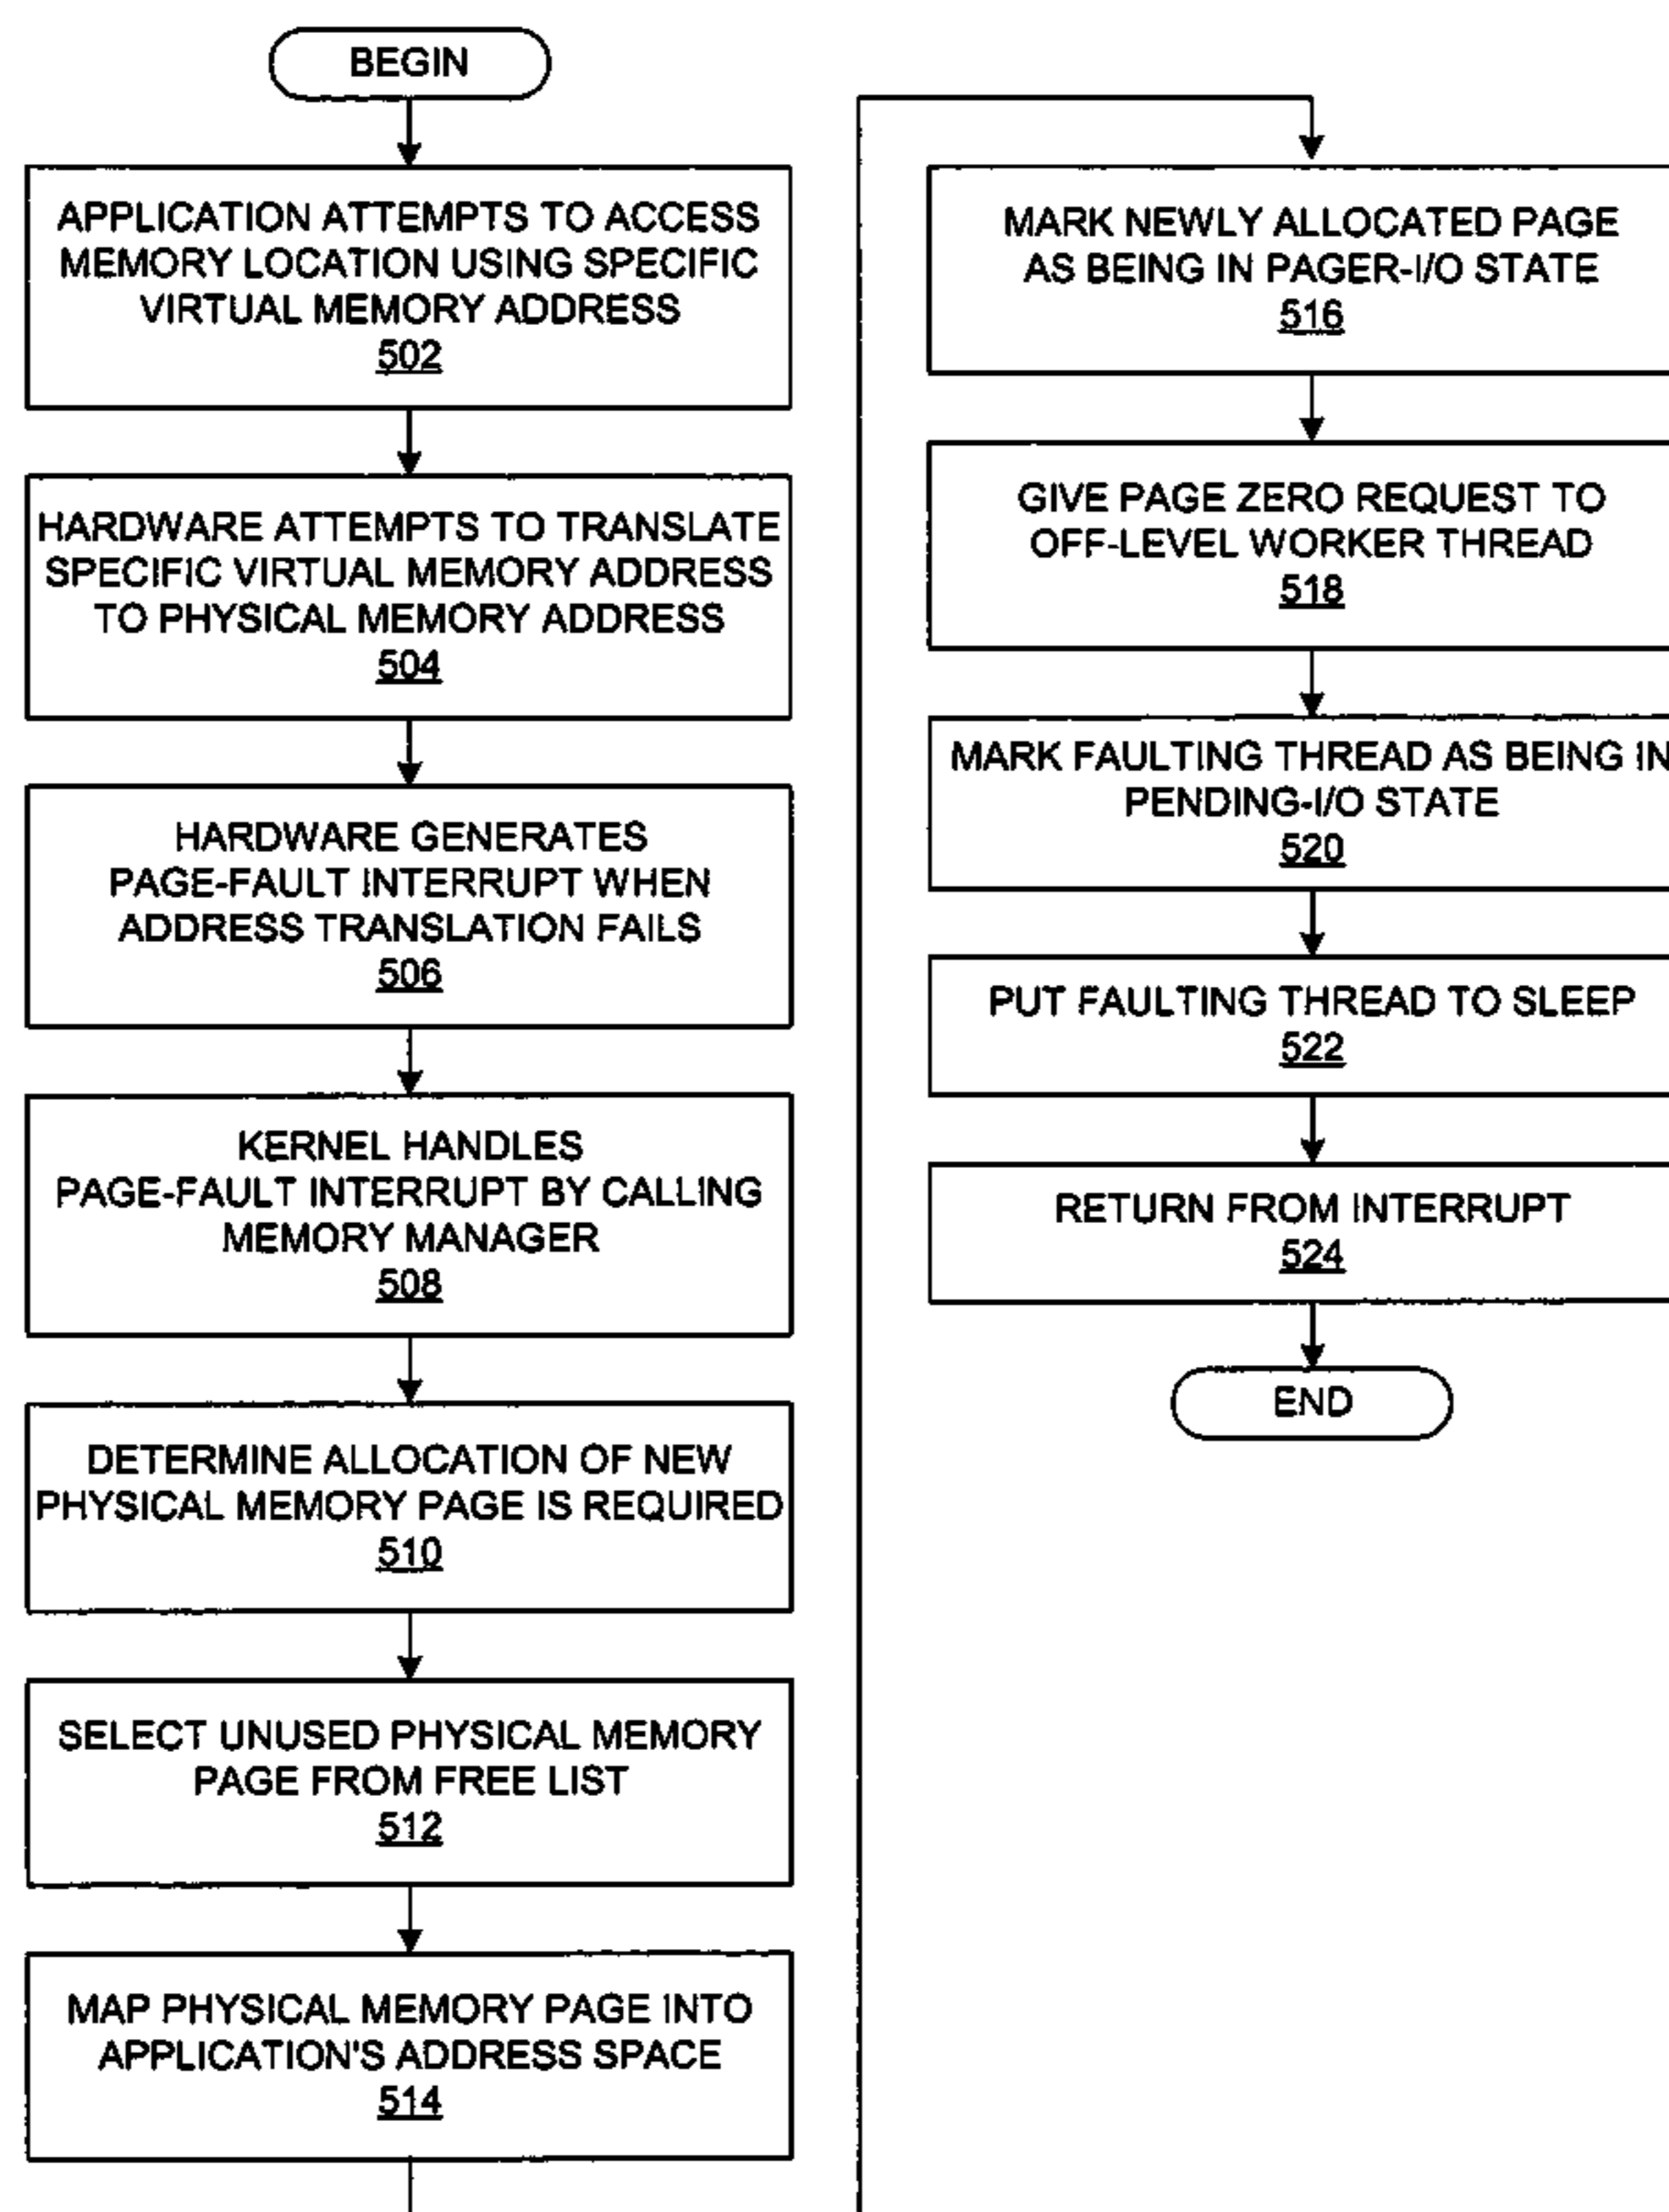 BEGIN
APPLICATION ATTEMPTS TO ACCESS
MEMORY LOCATION USING SPECIFIC
VIRTUAL MEMORY ADDRESS
502
HARDWARE ATTEMPTS TO TRANSLATE
SPECIFIC VIRTUAL MEMORY ADDRESS
TO PHYSICAL MEMORY ADDRESS
504
HARDWARE GENERATES
PAGE-FAULT INTERRUPT WHEN
ADDRESS TRANSLATION FAILS
506
KERNEL HANDLES
PAGE-FAULT INTERRUPT BY CALLING
MEMORY MANAGER
508
DETERMINE ALLOCATION OF NEW
PHYSICAL MEMORY PAGE IS REQUIRED
510
SELECT UNUSED PHYSICAL MEMORY
PAGE FROM FREE LIST
512
MAP PHYSICAL MEMORY PAGE INTO
APPLICATION'S ADDRESS SPACE
514
MARK NEWLY ALLOCATED PAGE
AS BEING IN PAGER-I/O STATE
516
GIVE PAGE ZERO REQUEST TO
OFF-LEVEL WORKER THREAD
518
MARK FAULTING THREAD AS BEING IN
PENDING-I/O STATE
520
PUT FAULTING THREAD TO SLEEP
522
RETURN FROM INTERRUPT
524
END